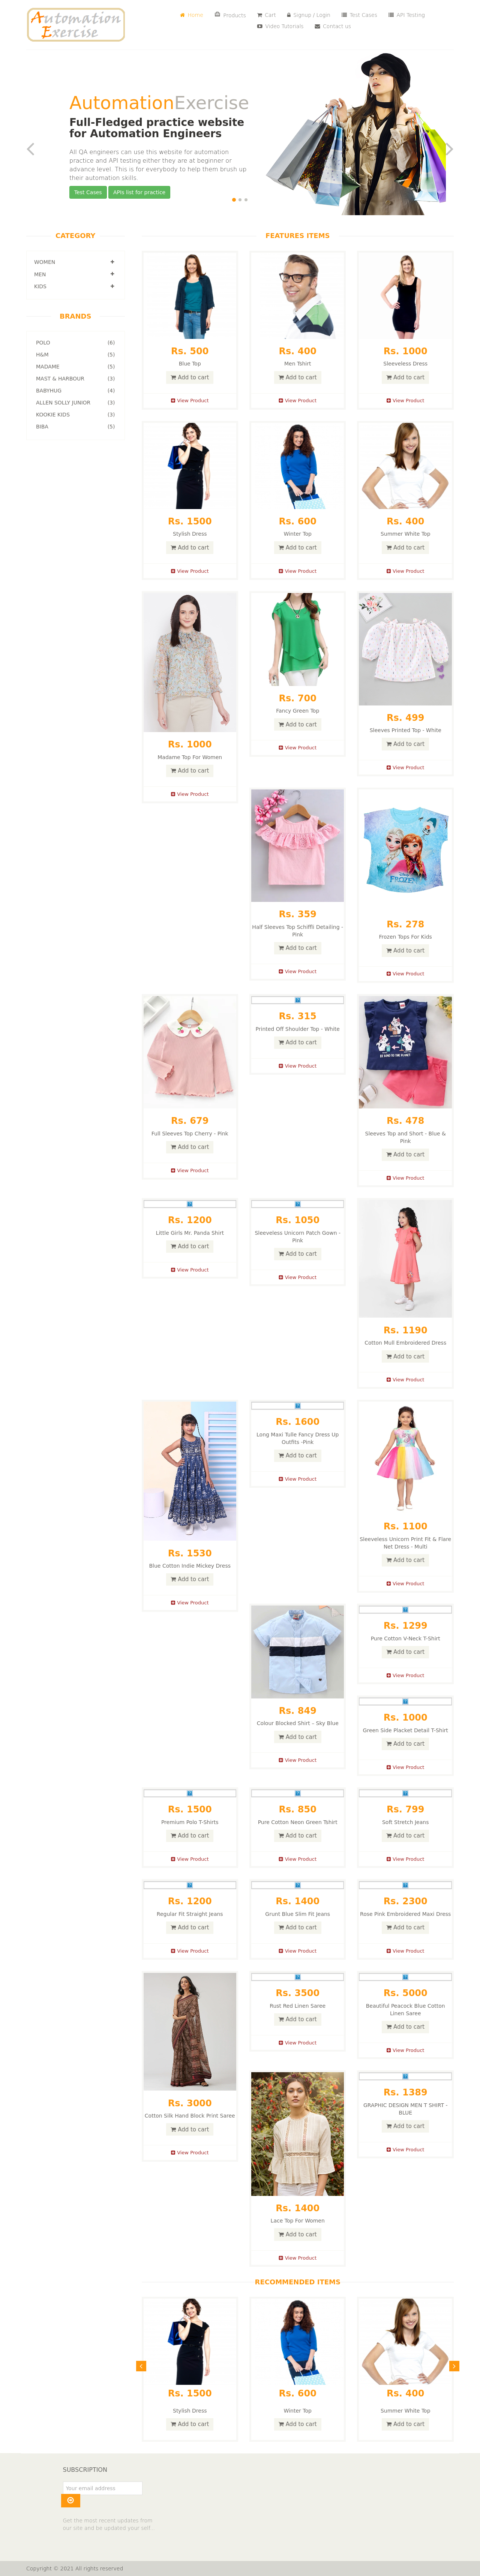 Automation
Exercise
Home
Products
Cart
Signup / Login
Test Cases
API Testing
Video Tutorials
Contact us
AutomationExercise
Full-Fledged practice website
for Automation Engineers
All QA engineers can use this website for automation
practice and API testing either they are at beginner or
advance level. This is for everybody to help them brush up
their automation skills.
Test Cases
APIs list for practice
CATEGORY
WOMEN
MEN
KIDS
BRANDS
POLO (6)
H&M (5)
MADAME (5)
MAST & HARBOUR (3)
BABYHUG (4)
ALLEN SOLLY JUNIOR (3)
KOOKIE KIDS (3)
BIBA (5)
FEATURES ITEMS
Rs. 500
Blue Top
Add to cart
View Product
Rs. 400
Men Tshirt
Add to cart
View Product
Rs. 1000
Sleeveless Dress
Add to cart
View Product
Rs. 1500
Stylish Dress
Add to cart
View Product
Rs. 600
Winter Top
Add to cart
View Product
Rs. 400
Summer White Top
Add to cart
View Product
Rs. 1000
Madame Top For Women
Add to cart
View Product
Rs. 700
Fancy Green Top
Add to cart
View Product
Rs. 499
Sleeves Printed Top - White
Add to cart
View Product
Rs. 359
Half Sleeves Top Schiffli Detailing -
Pink
Add to cart
View Product
FROZEN
Rs. 278
Frozen Tops For Kids
Add to cart
View Product
Rs. 679
Full Sleeves Top Cherry - Pink
Add to cart
View Product
Rs. 315
Printed Off Shoulder Top - White
Add to cart
View Product
Rs. 478
Sleeves Top and Short - Blue &
Pink
Add to cart
View Product
Rs. 1200
Little Girls Mr. Panda Shirt
Add to cart
View Product
Rs. 1050
Sleeveless Unicorn Patch Gown -
Pink
Add to cart
View Product
Rs. 1190
Cotton Mull Embroidered Dress
Add to cart
View Product
Rs. 1530
Blue Cotton Indie Mickey Dress
Add to cart
View Product
Rs. 1600
Long Maxi Tulle Fancy Dress Up
Outfits -Pink
Add to cart
View Product
Rs. 1100
Sleeveless Unicorn Print Fit & Flare
Net Dress - Multi
Add to cart
View Product
Rs. 849
Colour Blocked Shirt – Sky Blue
Add to cart
View Product
Rs. 1299
Pure Cotton V-Neck T-Shirt
Add to cart
View Product
Rs. 1000
Green Side Placket Detail T-Shirt
Add to cart
View Product
Rs. 1500
Premium Polo T-Shirts
Add to cart
View Product
Rs. 850
Pure Cotton Neon Green Tshirt
Add to cart
View Product
Rs. 799
Soft Stretch Jeans
Add to cart
View Product
Rs. 1200
Regular Fit Straight Jeans
Add to cart
View Product
Rs. 1400
Grunt Blue Slim Fit Jeans
Add to cart
View Product
Rs. 2300
Rose Pink Embroidered Maxi Dress
Add to cart
View Product
Rs. 3000
Cotton Silk Hand Block Print Saree
Add to cart
View Product
Rs. 3500
Rust Red Linen Saree
Add to cart
View Product
Rs. 5000
Beautiful Peacock Blue Cotton
Linen Saree
Add to cart
View Product
Rs. 1400
Lace Top For Women
Add to cart
View Product
Rs. 1389
GRAPHIC DESIGN MEN T SHIRT -
BLUE
Add to cart
View Product
RECOMMENDED ITEMS
Rs. 1500
Stylish Dress
Add to cart
Rs. 600
Winter Top
Add to cart
Rs. 400
Summer White Top
Add to cart
SUBSCRIPTION
Your email address
Get the most recent updates from
our site and be updated your self...
Copyright © 2021 All rights reserved